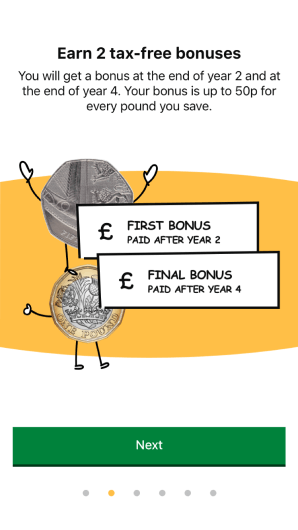 Earn 2 tax-free bonuses
You will get a bonus at the end of year 2 and at
the end of year 4. Your bonus is up to 50p for
every pound you save.
£ FIRST BONUS
PAID AFTER YEAR 2
£ FINAL BONUS
PAID AFTER YEAR 4
ONE POUND
Next